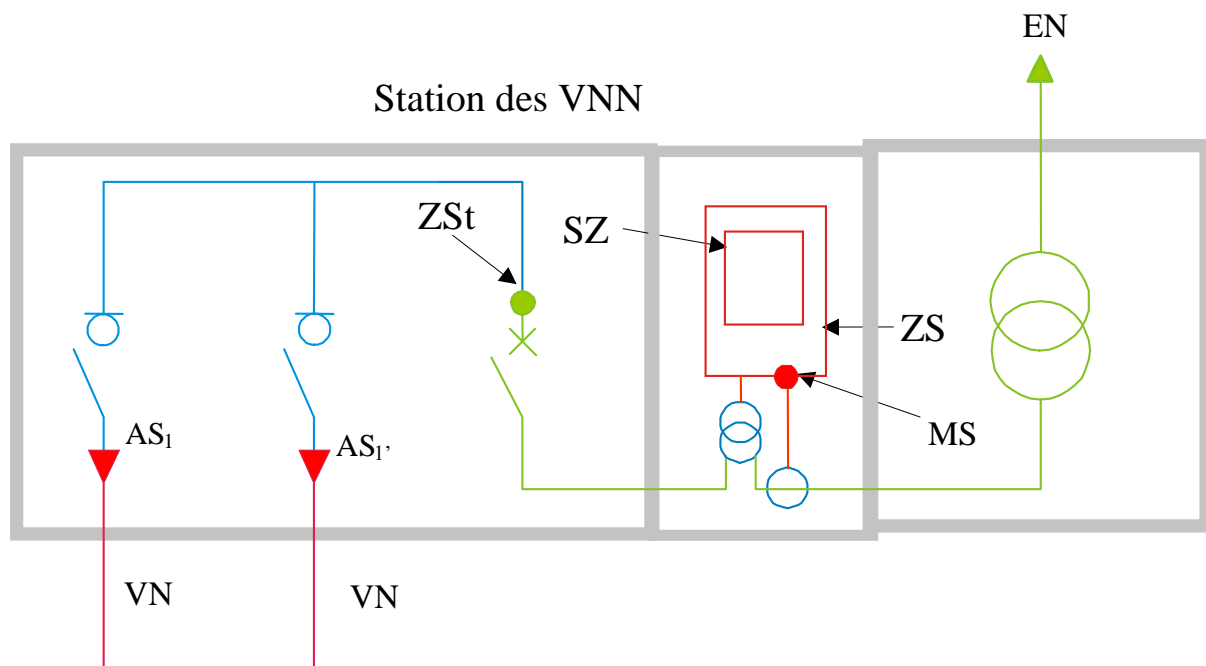 EN
Station des VNN
ZSt
SZ
ZS
AS₁
AS₁’
MS
VN
VN